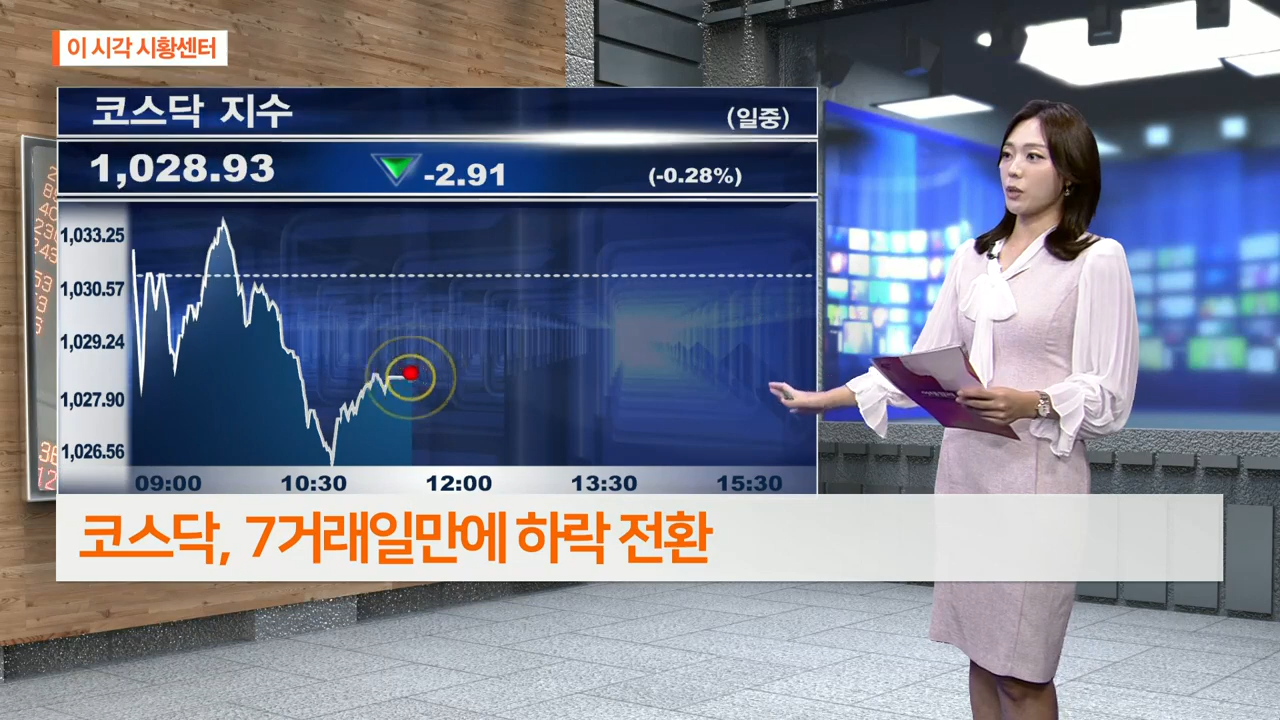 이 시각 시황센터
코스닥 지수 (일중)
1,028.93 -2.91 (-0.28%)
1,033.25
1,030.57
1,029.24
1,027.90
1,026.56
09:00 10:30 12:00 13:30 15:30
코스닥, 7거래일만에 하락 전환